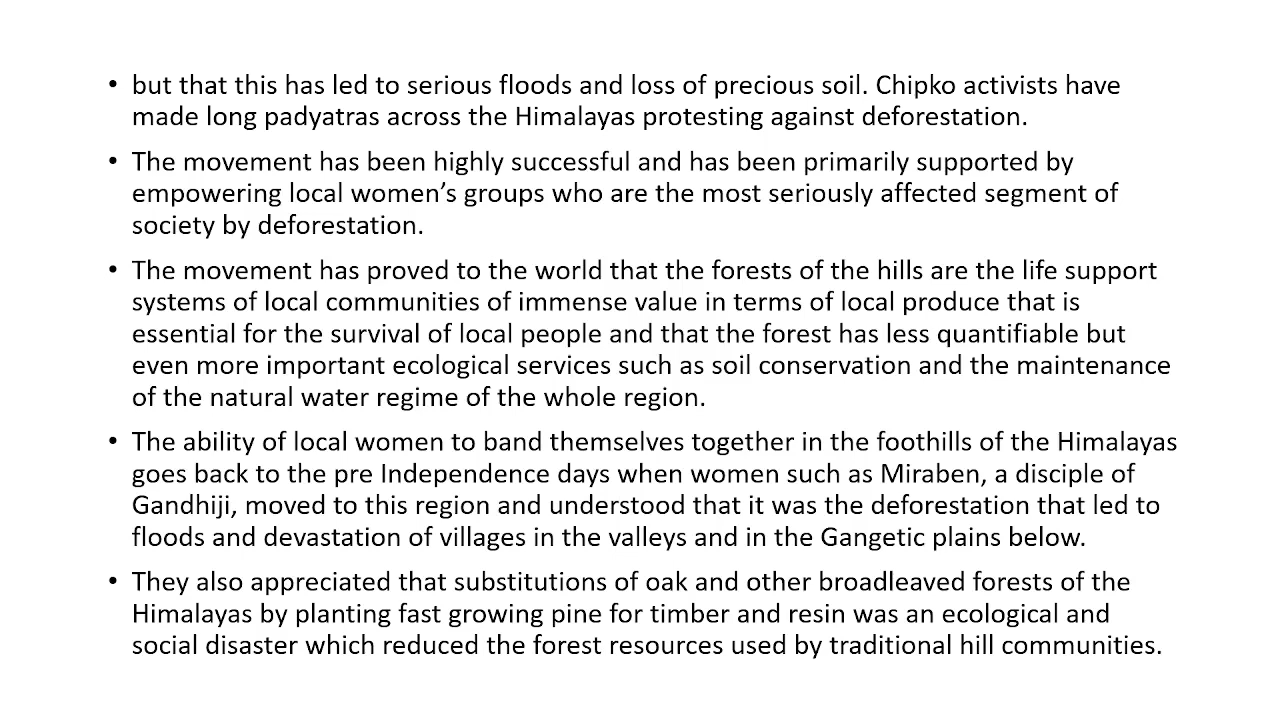 • but that this has led to serious floods and loss of precious soil. Chipko activists have
made long padyatras across the Himalayas protesting against deforestation.
• The movement has been highly successful and has been primarily supported by
empowering local women’s groups who are the most seriously affected segment of
society by deforestation.
• The movement has proved to the world that the forests of the hills are the life support
systems of local communities of immense value in terms of local produce that is
essential for the survival of local people and that the forest has less quantifiable but
even more important ecological services such as soil conservation and the maintenance
of the natural water regime of the whole region.
• The ability of local women to band themselves together in the foothills of the Himalayas
goes back to the pre Independence days when women such as Miraben, a disciple of
Gandhiji, moved to this region and understood that it was the deforestation that led to
floods and devastation of villages in the valleys and in the Gangetic plains below.
• They also appreciated that substitutions of oak and other broadleaved forests of the
Himalayas by planting fast growing pine for timber and resin was an ecological and
social disaster which reduced the forest resources used by traditional hill communities.